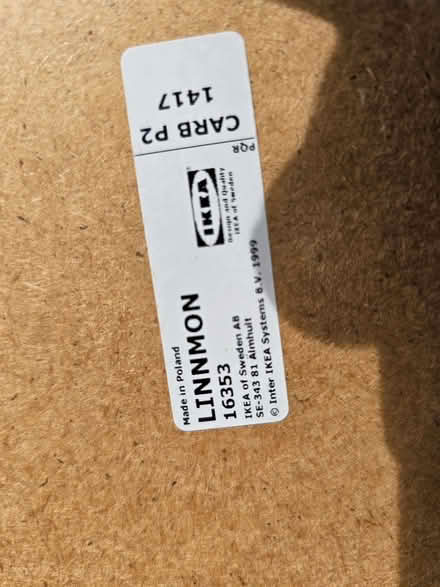 Made in Poland
LINNMON
16353
IKEA of Sweden AB
SE-343 81 Älmhult
© Inter IKEA Systems B.V. 1999
IKEA
®
Design and Quality
IKEA of Sweden
PQR
CARB P2
1417